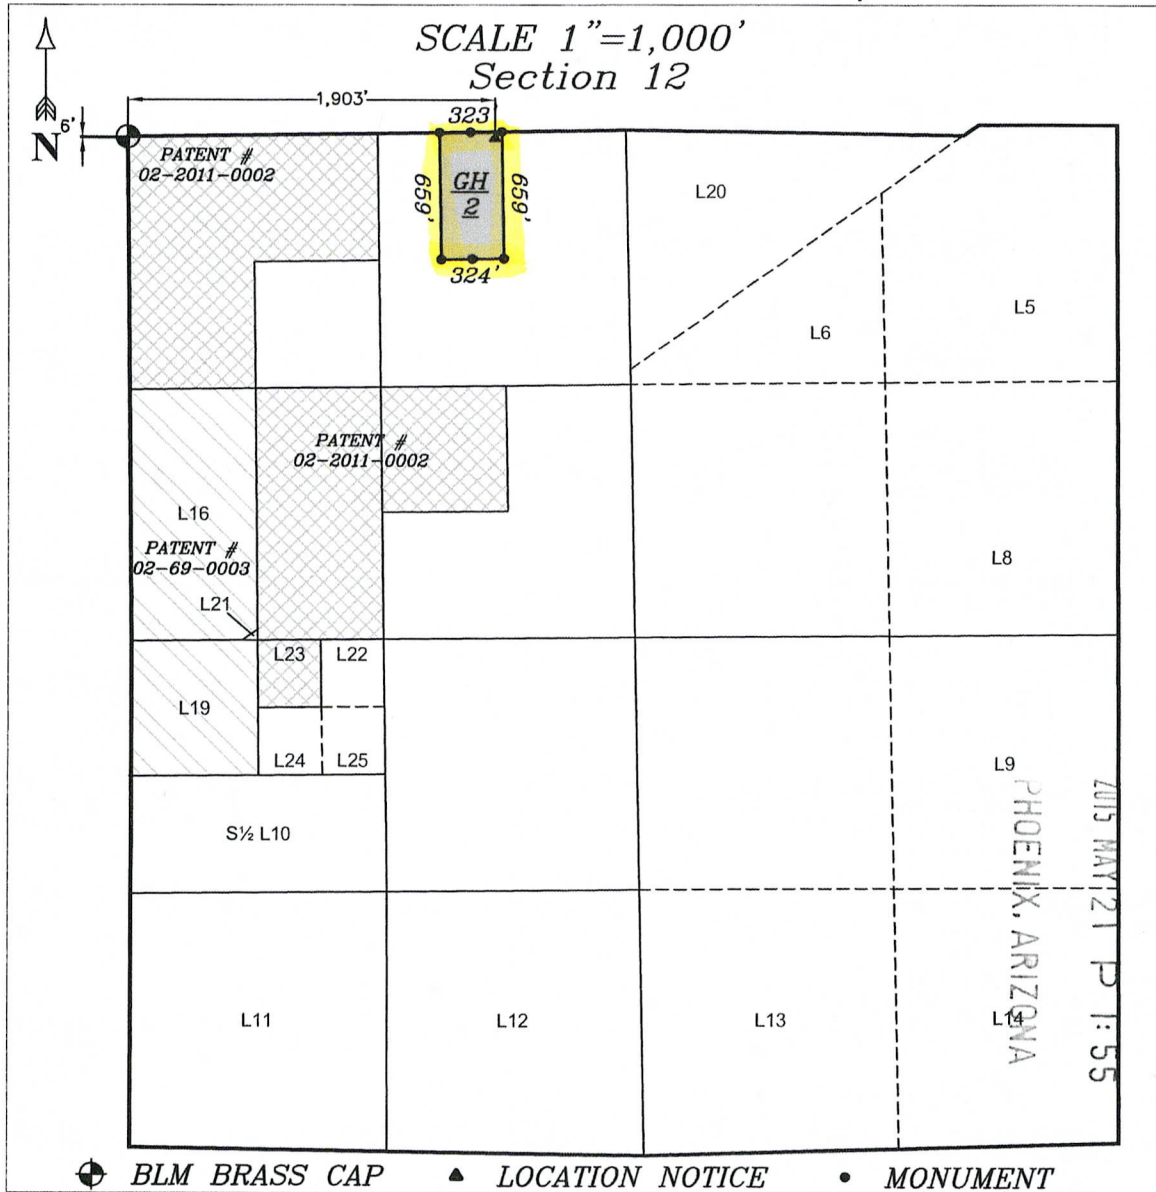 SCALE 1"=1,000'
Section 12
1,903'
6'
N
323
PATENT #
02-2011-0002
659'
GH
2
659'
324'
L20
L6
L5
PATENT #
02-2011-0002
L16
PATENT #
02-69-0003
L21
L8
L23
L22
L19
L24
L25
L9
S½ L10
PHOENIX, ARIZONA
2015 MAY 21 P 1:55
L11
L12
L13
L14
BLM BRASS CAP
LOCATION NOTICE
MONUMENT